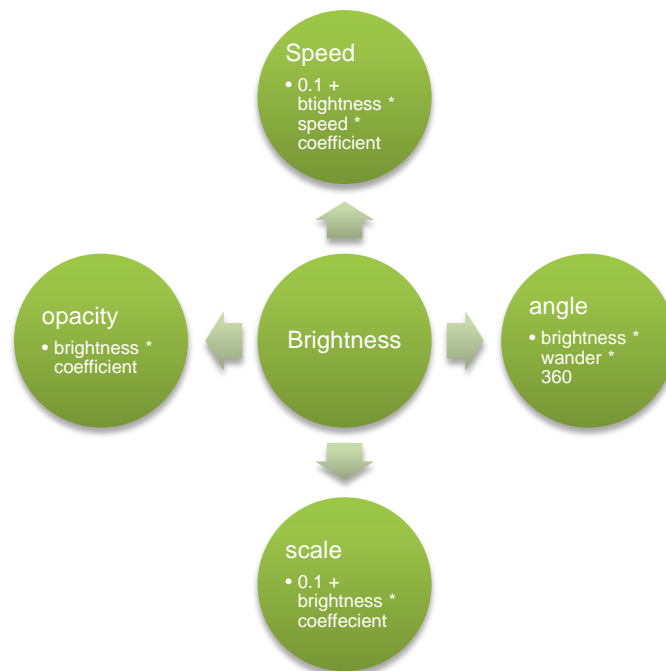 Speed
• 0.1 +
btightness *
speed *
coefficient
opacity
• brightness *
coefficient
Brightness
angle
• brightness *
wander *
360
scale
• 0.1 +
brightness *
coeffecient